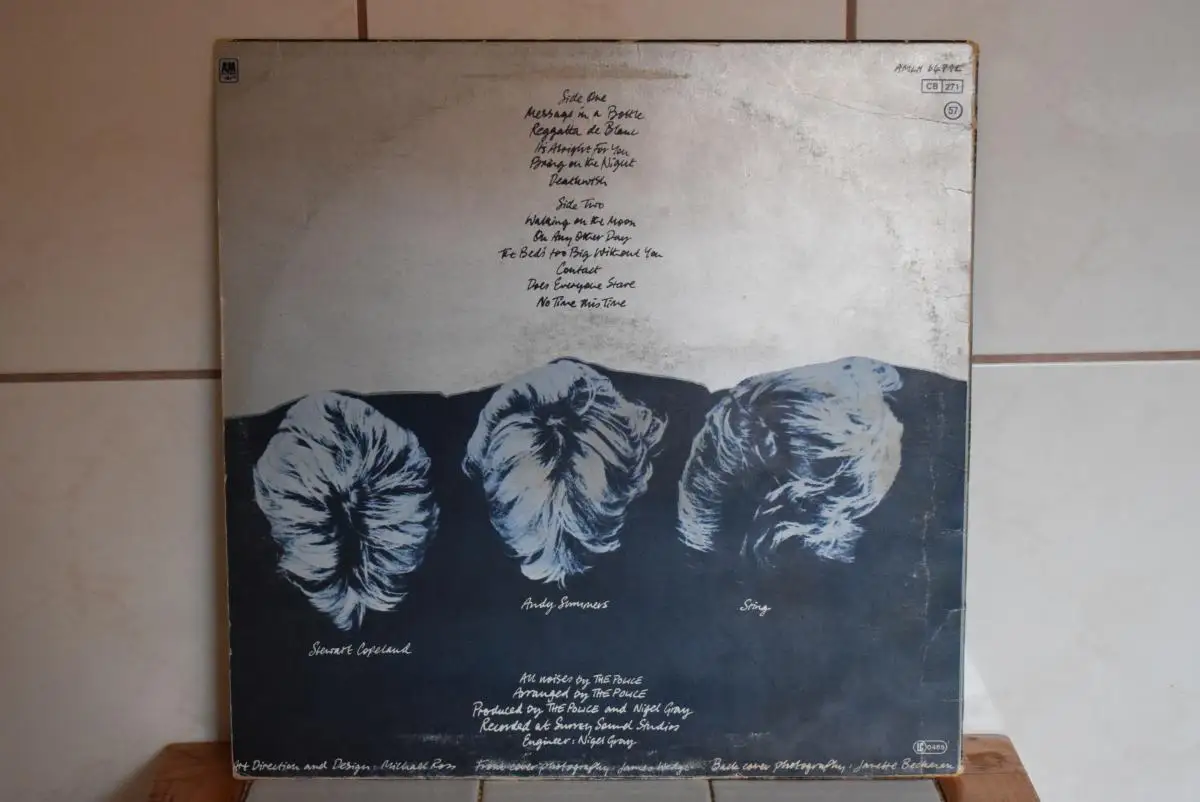 AM
AMLH 64792
CB 271
57
Side One
Message in a Bottle
Reggatta de Blanc
It's Alright For You
Bring on the Night
Deathwish
Side Two
Walking on the Moon
On Any Other Day
The Bed's too Big Without You
Contact
Does Everyone Stare
No Time This Time
Andy Summers
Sting
Stewart Copeland
All noises by THE POLICE
Arranged by THE POLICE
Produced by THE POLICE and Nigel Gray
Recorded at Surrey Sound Studios
Engineer: Nigel Gray
LC 0485
Art Direction and Design: Michael Ross Front cover photography: James Wedge Back cover photography: Janette Beckman